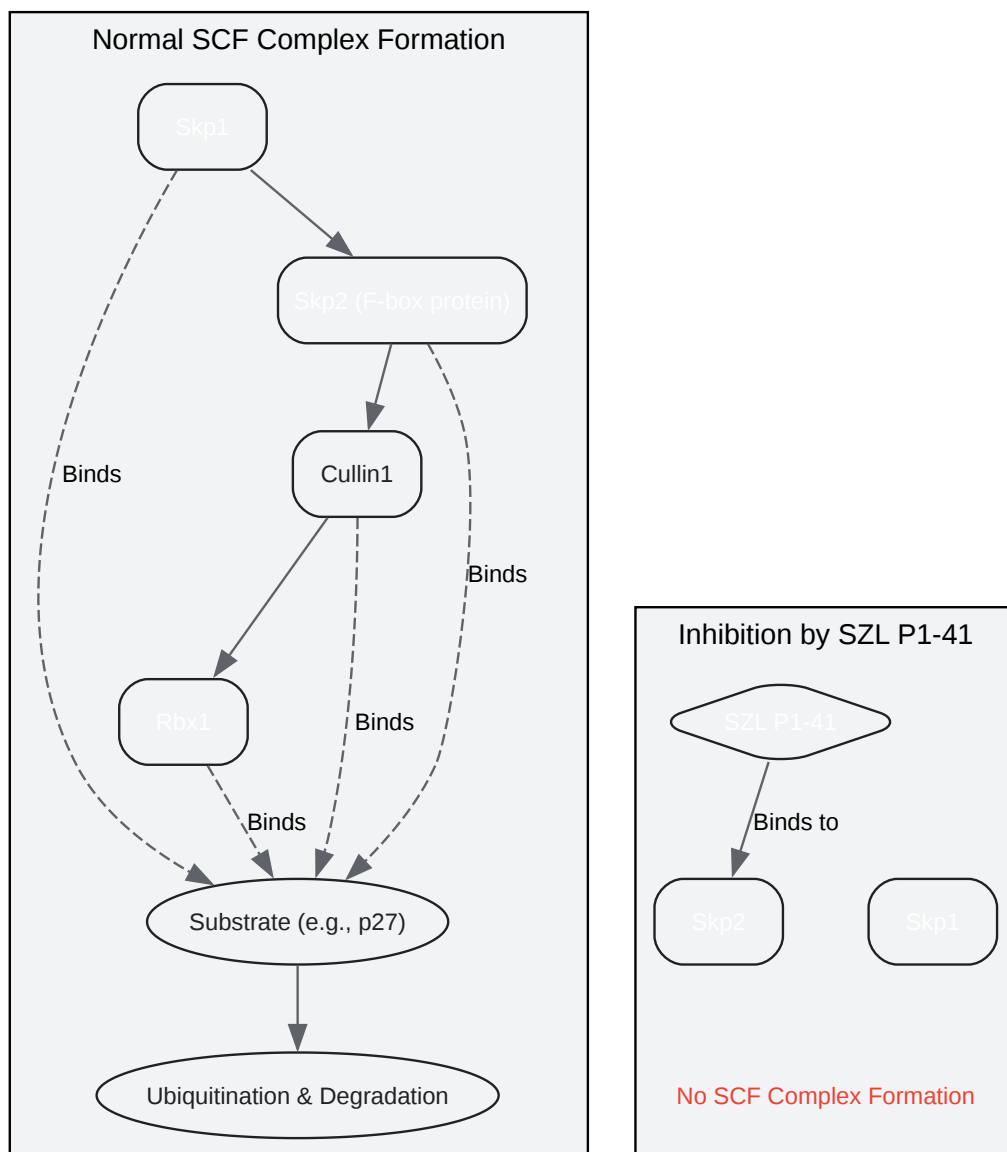 Normal SCF Complex Formation
Skp1
Skp2 (F-box protein)
Binds
Cullin1
Binds
Rbx1
Binds
Binds
Substrate (e.g., p27)
Ubiquitination & Degradation
Inhibition by SZL P1-41
SZL P1-41
Binds to
Skp2
Skp1
No SCF Complex Formation